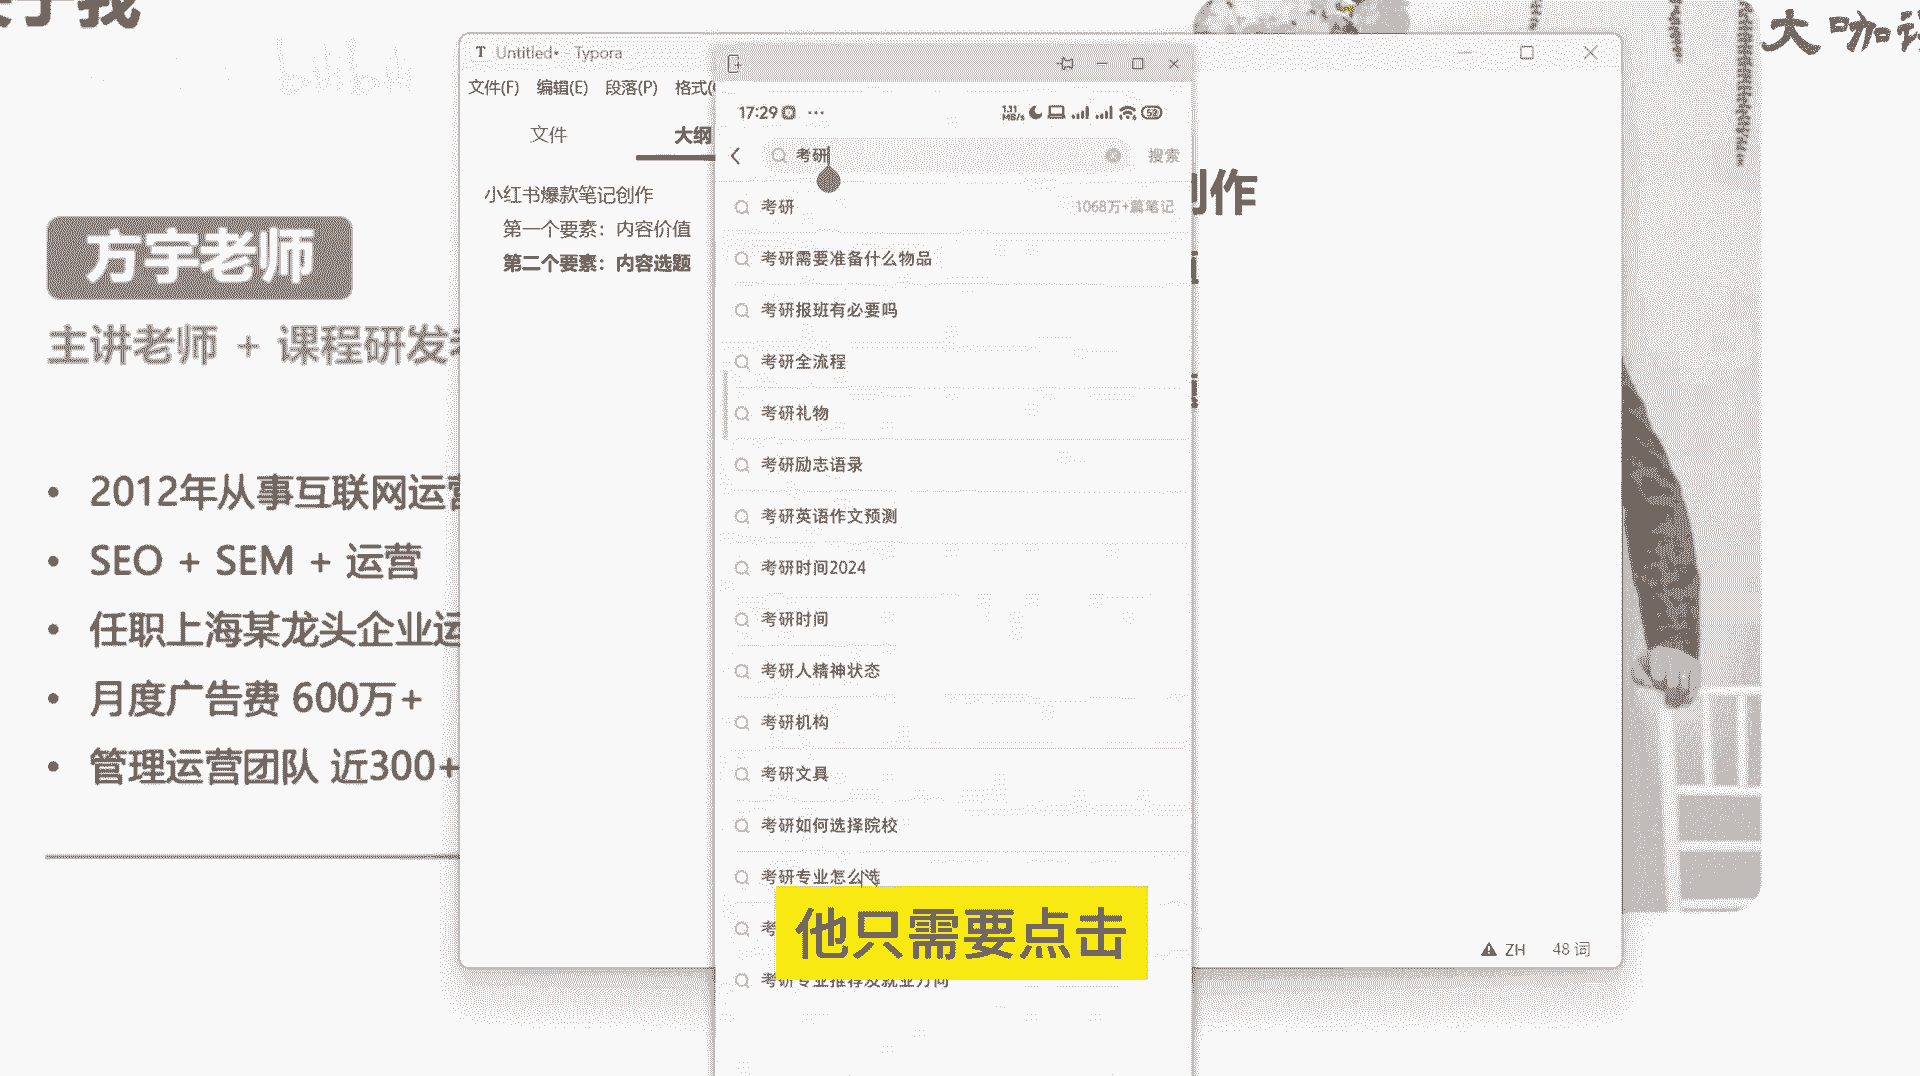 于我
bilibili
大咖
方宇老师
主讲老师 + 课程研发
2012年从事互联网运营
SEO + SEM + 运营
任职上海某龙头企业运
月度广告费 600万+
管理运营团队 近300+
Untitled• - Typora
文件(F) 编辑(E) 段落(P) 格式(
文件 大纲
小红书爆款笔记创作
第一个要素：内容价值
第二个要素：内容选题
创作
ZH 48 词
17:29 ···
1.11 MB/s 52
考研 搜索
考研 1068万+篇笔记
考研需要准备什么物品
考研报班有必要吗
考研全流程
考研礼物
考研励志语录
考研英语作文预测
考研时间2024
考研时间
考研人精神状态
考研机构
考研文具
考研如何选择院校
考研专业怎么选
考
考研专业推荐及就业方向
他只需要点击